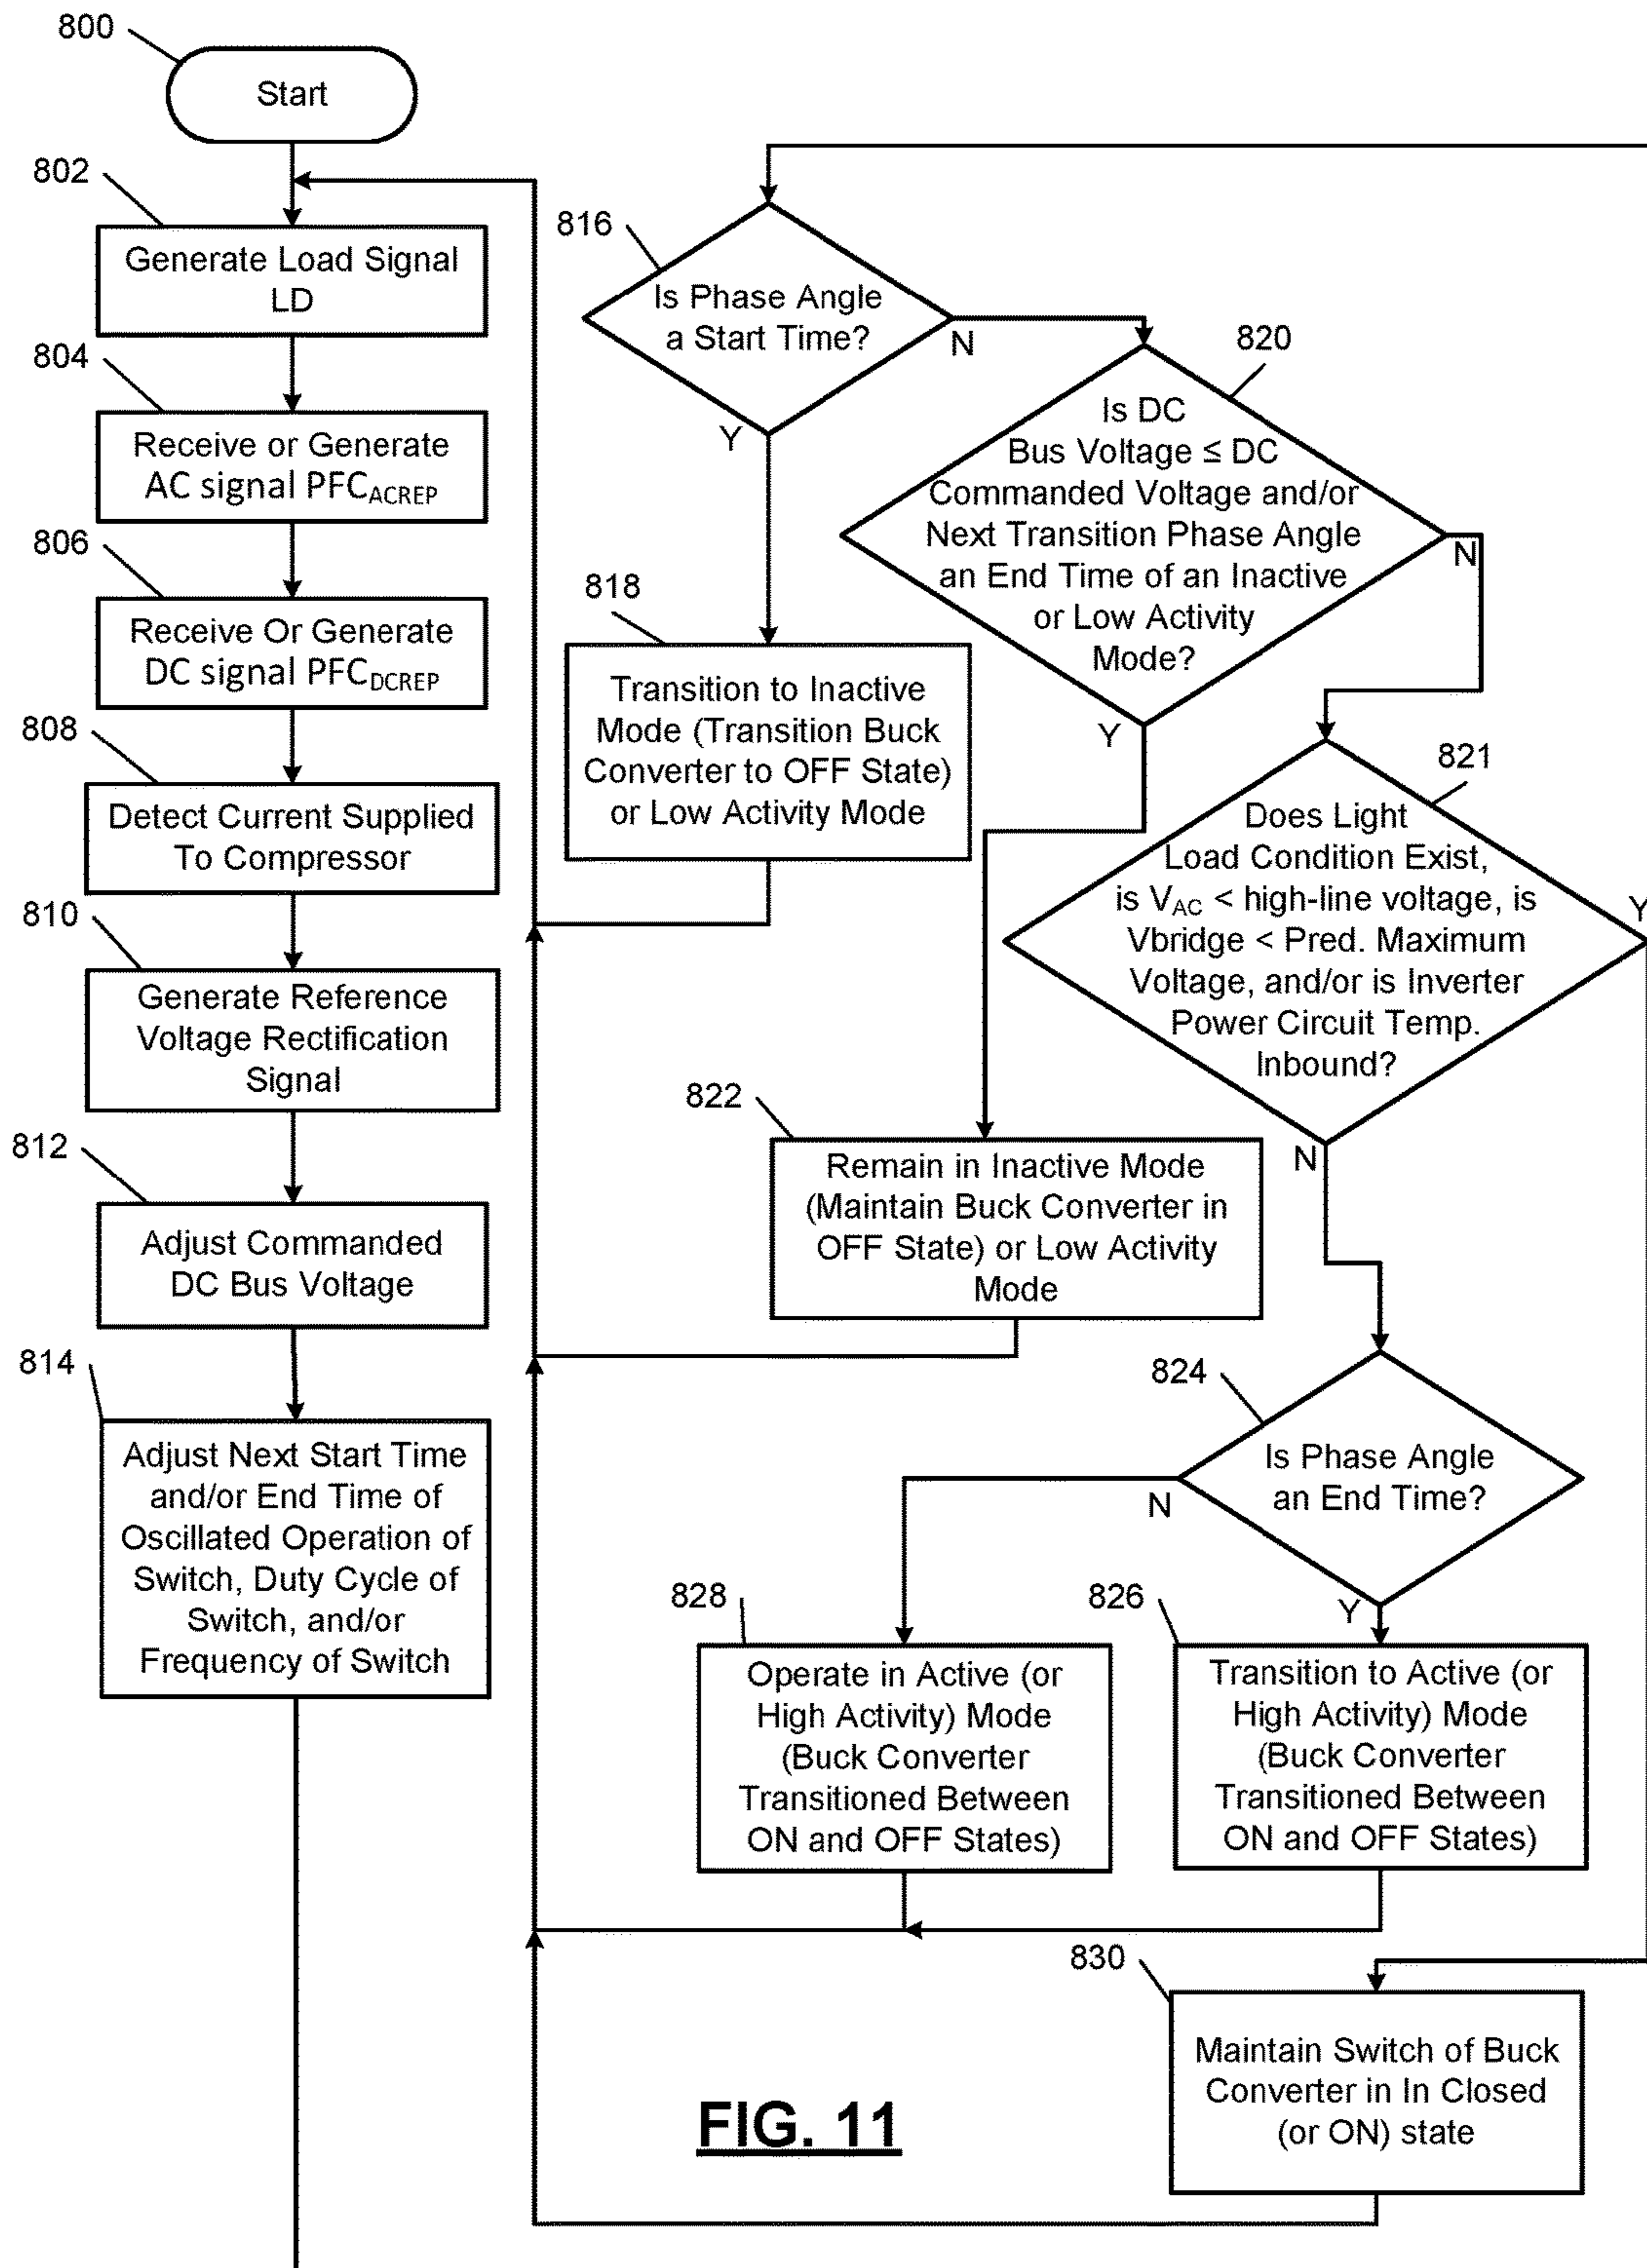 800
Start
802
Generate Load Signal
LD
804
Receive or Generate
AC signal PFCACREP
806
Receive Or Generate
DC signal PFCDCREP
808
Detect Current Supplied
To Compressor
810
Generate Reference
Voltage Rectification
Signal
812
Adjust Commanded
DC Bus Voltage
814
Adjust Next Start Time
and/or End Time of
Oscillated Operation of
Switch, Duty Cycle of
Switch, and/or
Frequency of Switch
816
Is Phase Angle
a Start Time?
N
Y
818
Transition to Inactive
Mode (Transition Buck
Converter to OFF State)
or Low Activity Mode
820
Is DC
Bus Voltage ≤ DC
Commanded Voltage and/or
Next Transition Phase Angle
an End Time of an Inactive
or Low Activity
Mode?
N
Y
821
Does Light
Load Condition Exist,
is VAC < high-line voltage, is
Vbridge < Pred. Maximum
Voltage, and/or is Inverter
Power Circuit Temp.
Inbound?
Y
N
822
Remain in Inactive Mode
(Maintain Buck Converter in
OFF State) or Low Activity
Mode
824
Is Phase Angle
an End Time?
N
Y
828
Operate in Active (or
High Activity) Mode
(Buck Converter
Transitioned Between
ON and OFF States)
826
Transition to Active (or
High Activity) Mode
(Buck Converter
Transitioned Between
ON and OFF States)
830
Maintain Switch of Buck
Converter in In Closed
(or ON) state
FIG. 11